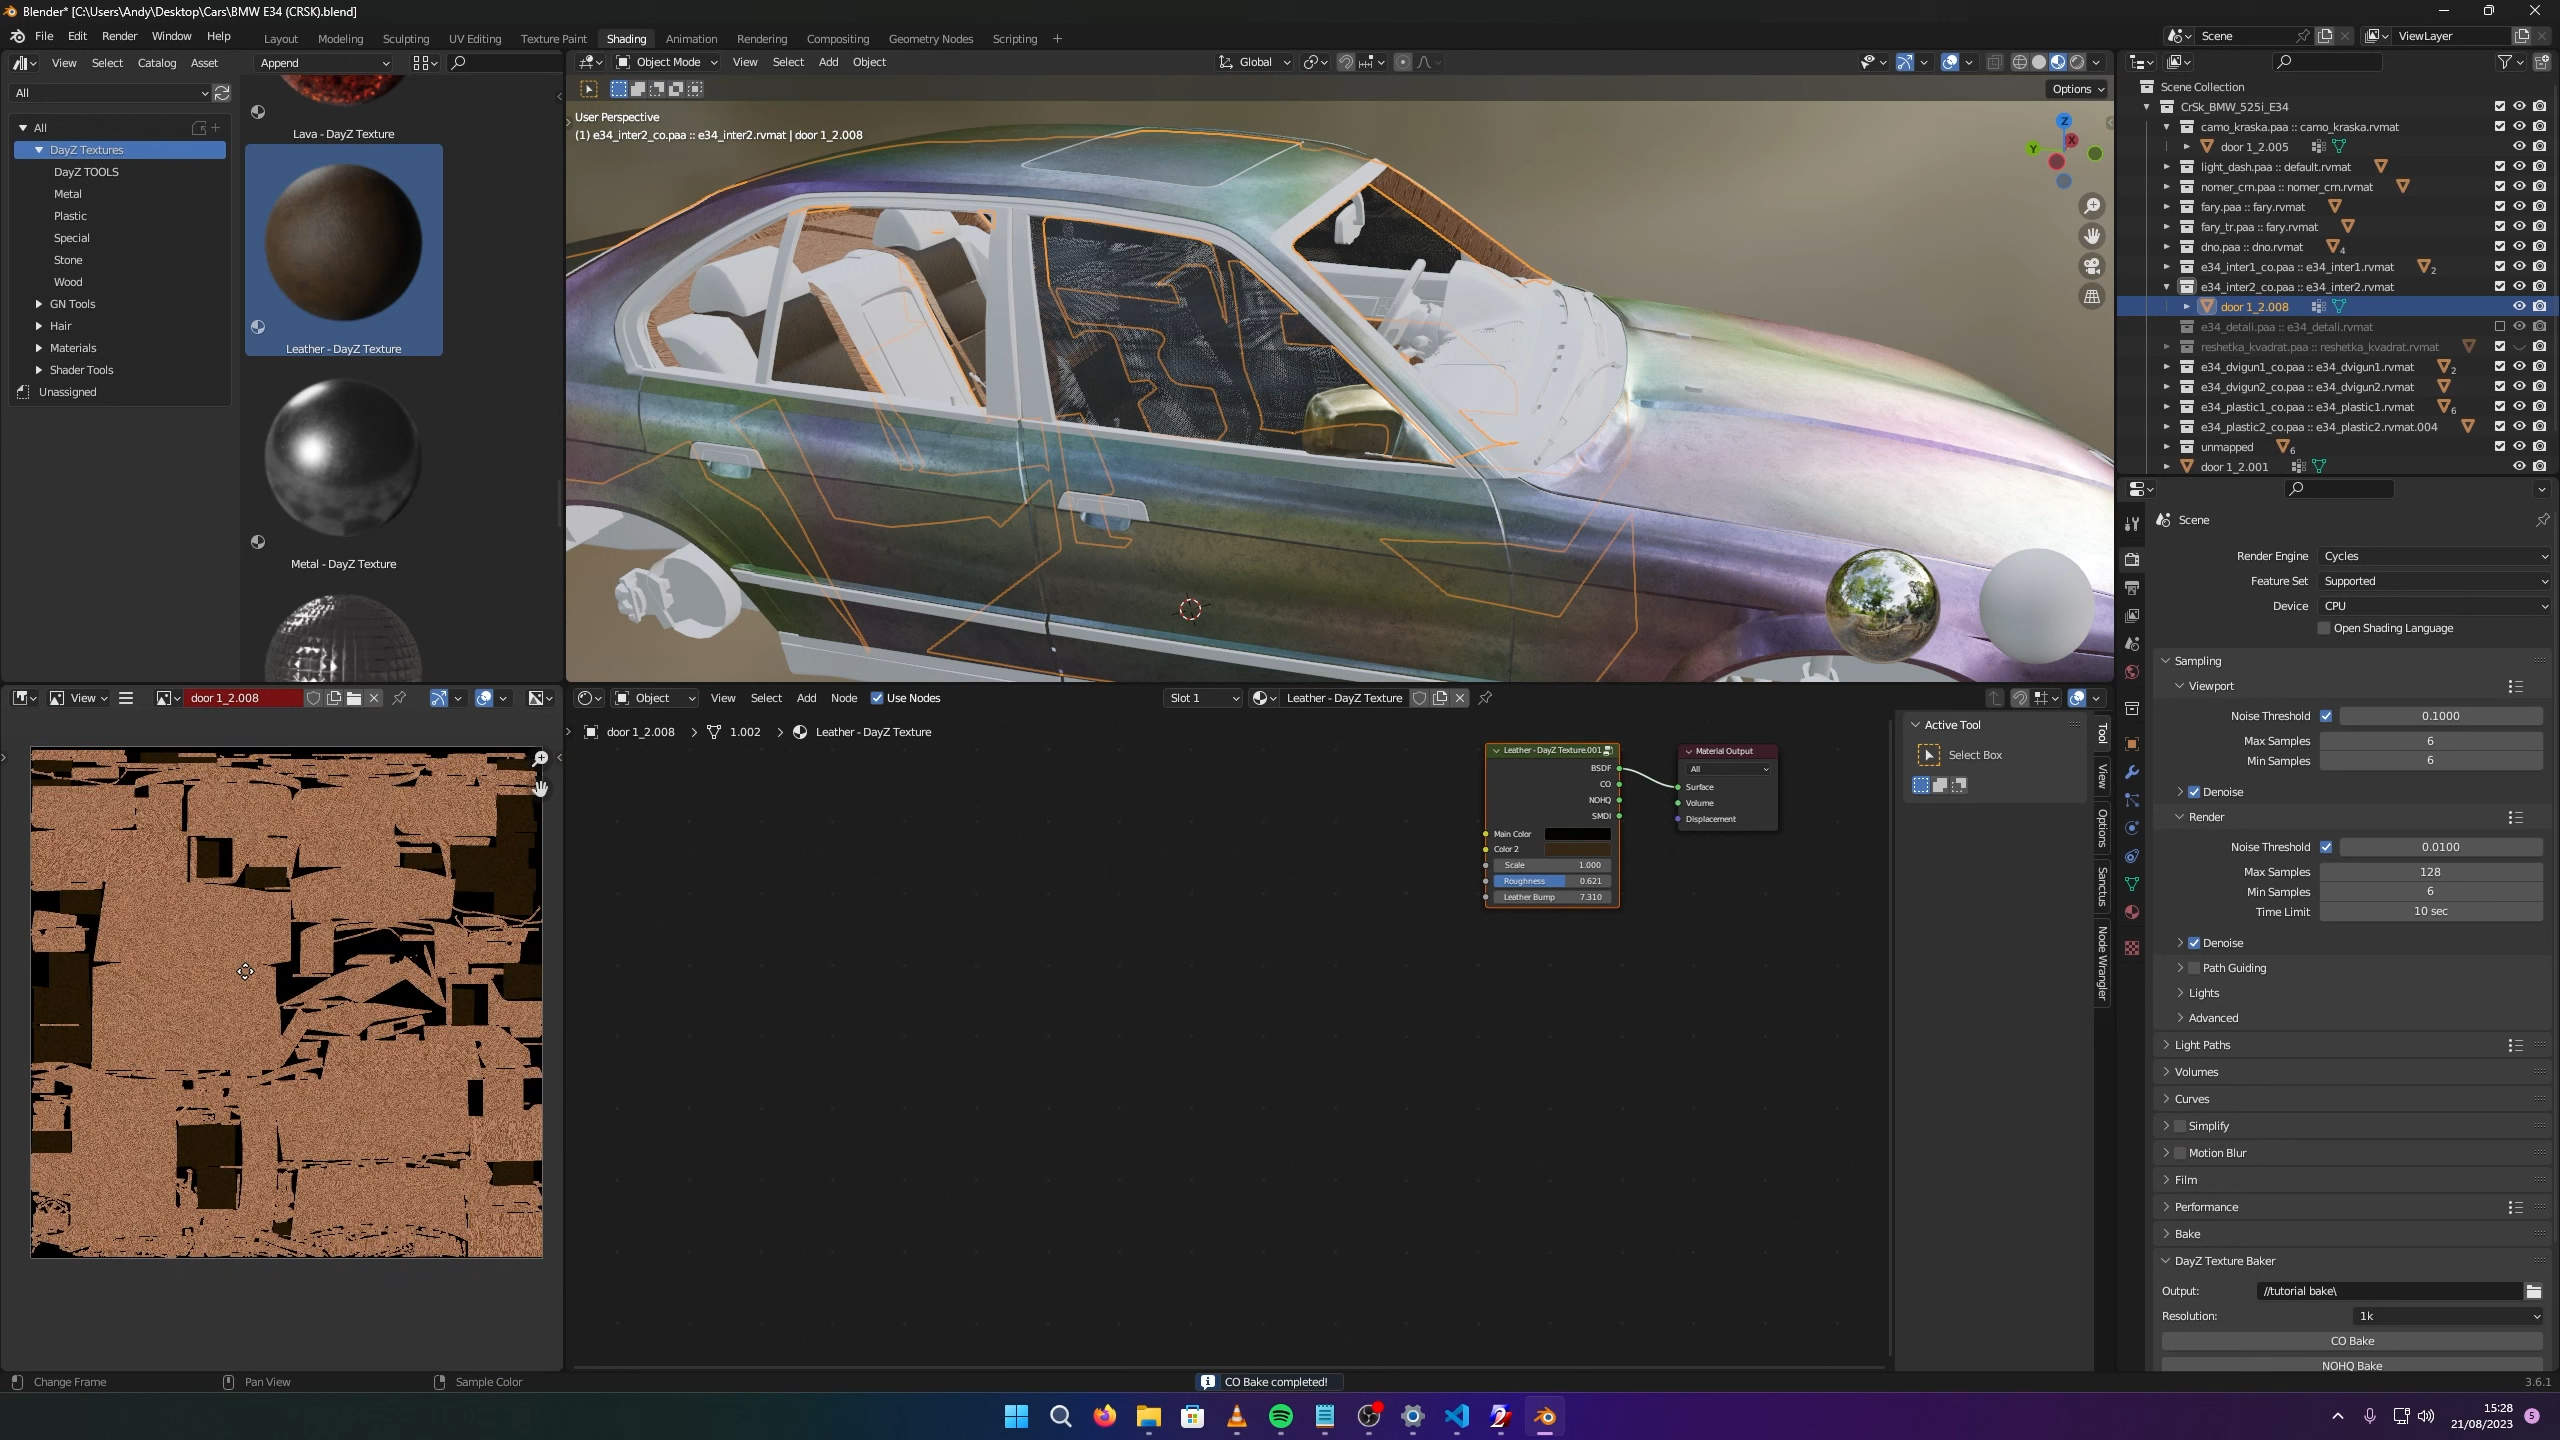 Blender* [C:\Users\Andy\Desktop\Cars\BMW E34 (CRSK).blend]
File Edit Render Window Help Layout Modeling Sculpting UV Editing Texture Paint Shading Animation Rendering Compositing Geometry Nodes Scripting + Scene ViewLayer
View Select Catalog Asset Append
All
All
DayZ Textures
DayZ TOOLS
Metal
Plastic
Special
Stone
Wood
GN Tools
Hair
Materials
Shader Tools
Unassigned
Lava - DayZ Texture
Leather - DayZ Texture
Metal - DayZ Texture
Object Mode View Select Add Object Global
Options
User Perspective
(1) e34_inter2_co.paa :: e34_inter2.rvmat | door 1_2.008
Z
X
Y
Scene Collection
CrSk_BMW_525i_E34
camo_kraska.paa :: camo_kraska.rvmat
door 1_2.005
light_dash.paa :: default.rvmat
nomer_crn.paa :: nomer_crn.rvmat
fary.paa :: fary.rvmat
fary_tr.paa :: fary.rvmat
dno.paa :: dno.rvmat 4
e34_inter1_co.paa :: e34_inter1.rvmat 2
e34_inter2_co.paa :: e34_inter2.rvmat
door 1_2.008
e34_detali.paa :: e34_detali.rvmat
reshetka_kvadrat.paa :: reshetka_kvadrat.rvmat
e34_dvigun1_co.paa :: e34_dvigun1.rvmat 2
e34_dvigun2_co.paa :: e34_dvigun2.rvmat
e34_plastic1_co.paa :: e34_plastic1.rvmat 6
e34_plastic2_co.paa :: e34_plastic2.rvmat.004
unmapped 6
door 1_2.001
Scene
Render Engine Cycles
Feature Set Supported
Device CPU
Open Shading Language
Sampling
Viewport
Noise Threshold 0.1000
Max Samples 6
Min Samples 6
Denoise
Render
Noise Threshold 0.0100
Max Samples 128
Min Samples 6
Time Limit 10 sec
Denoise
Path Guiding
Lights
Advanced
Light Paths
Volumes
Curves
Simplify
Motion Blur
Film
Performance
Bake
DayZ Texture Baker
Output: //tutorial bake\
Resolution: 1k
CO Bake
NOHQ Bake
View door 1_2.008
Object View Select Add Node Use Nodes Slot 1 Leather - DayZ Texture
door 1_2.008 1.002 Leather - DayZ Texture
Leather - DayZ Texture.001
BSDF
CO
NOHQ
SMDI
Main Color
Color 2
Scale 1.000
Roughness 0.621
Leather Bump 7.310
Material Output
All
Surface
Volume
Displacement
Active Tool
Select Box
Tool
View
Options
Sanctus
Node Wrangler
Change Frame Pan View Sample Color CO Bake completed! 3.6.1
15:28
21/08/2023
5